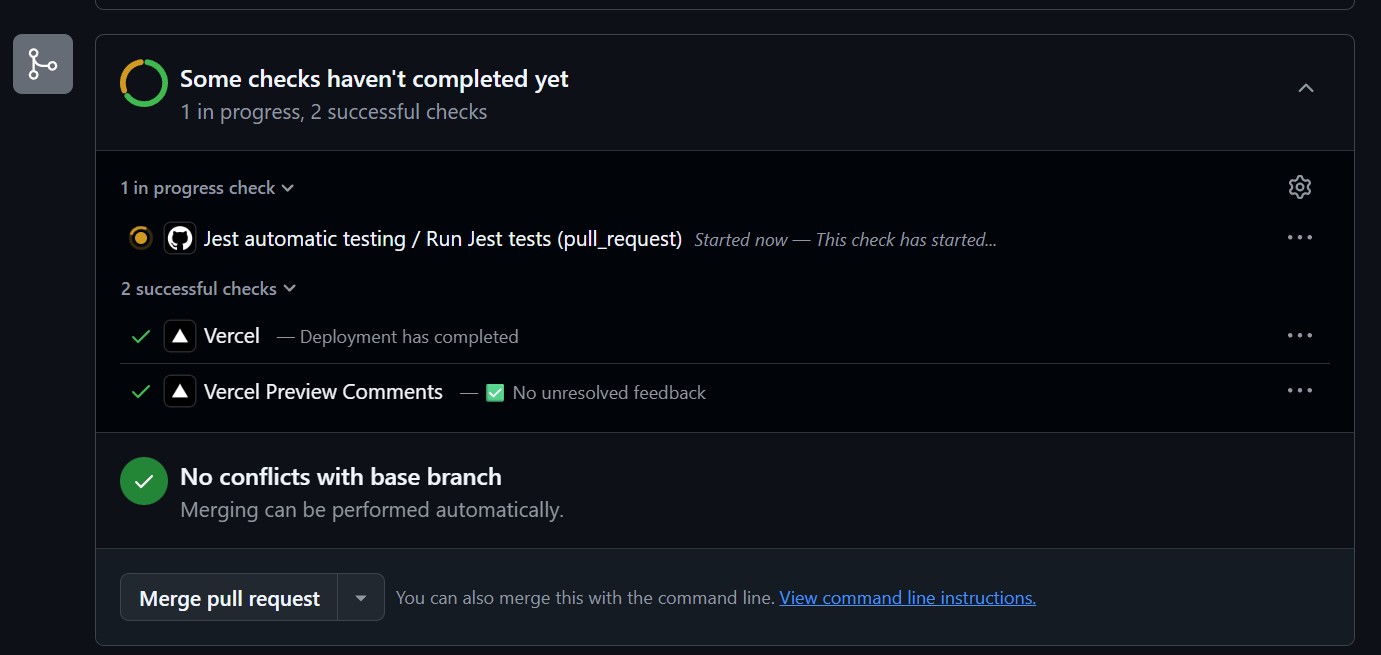 Some checks haven't completed yet
1 in progress, 2 successful checks
1 in progress check
Jest automatic testing / Run Jest tests (pull_request) Started now — This check has started...
2 successful checks
Vercel — Deployment has completed
Vercel Preview Comments — ✅ No unresolved feedback
No conflicts with base branch
Merging can be performed automatically.
Merge pull request You can also merge this with the command line. View command line instructions.